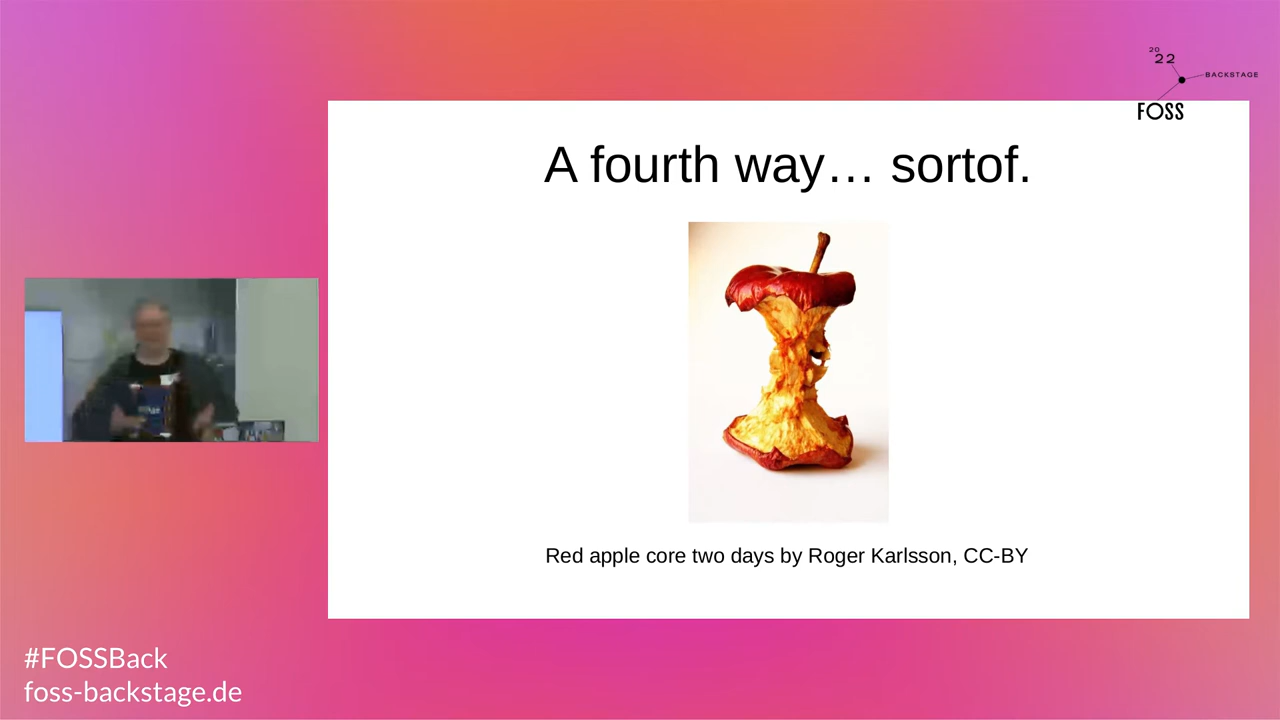 20
22
BACKSTAGE
FOSS
A fourth way… sortof.
Red apple core two days by Roger Karlsson, CC-BY
#FOSSBack
foss-backstage.de